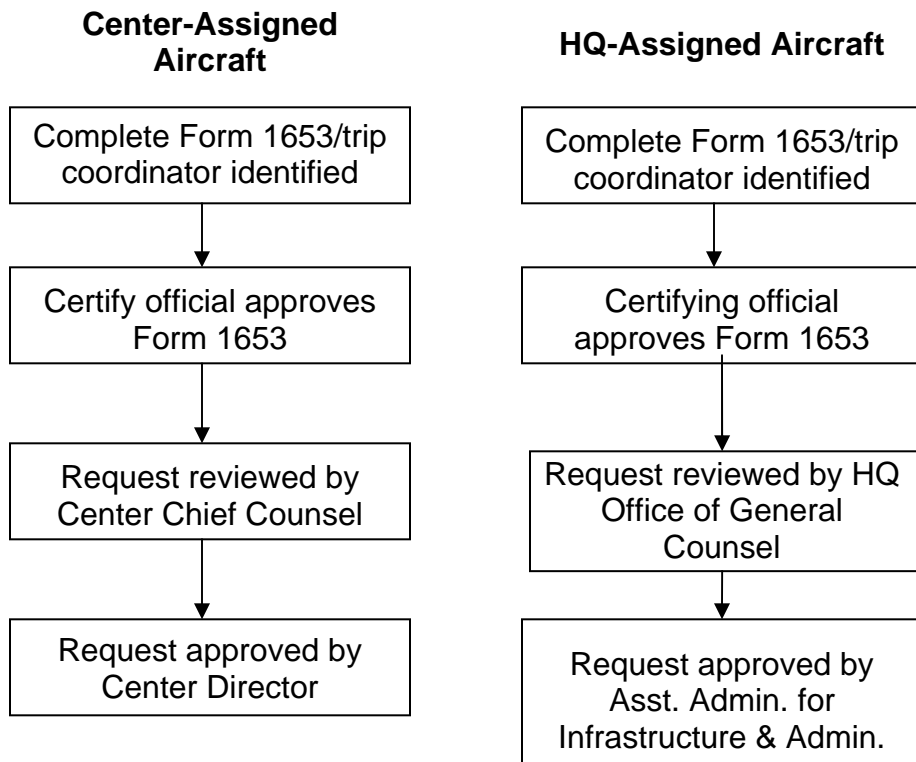 Center-Assigned
Aircraft
Complete Form 1653/trip
coordinator identified
Certify official approves
Form 1653
Request reviewed by
Center Chief Counsel
Request approved by
Center Director
HQ-Assigned Aircraft
Complete Form 1653/trip
coordinator identified
Certifying official
approves Form 1653
Request reviewed by HQ
Office of General
Counsel
Request approved by
Asst. Admin. for
Infrastructure & Admin.